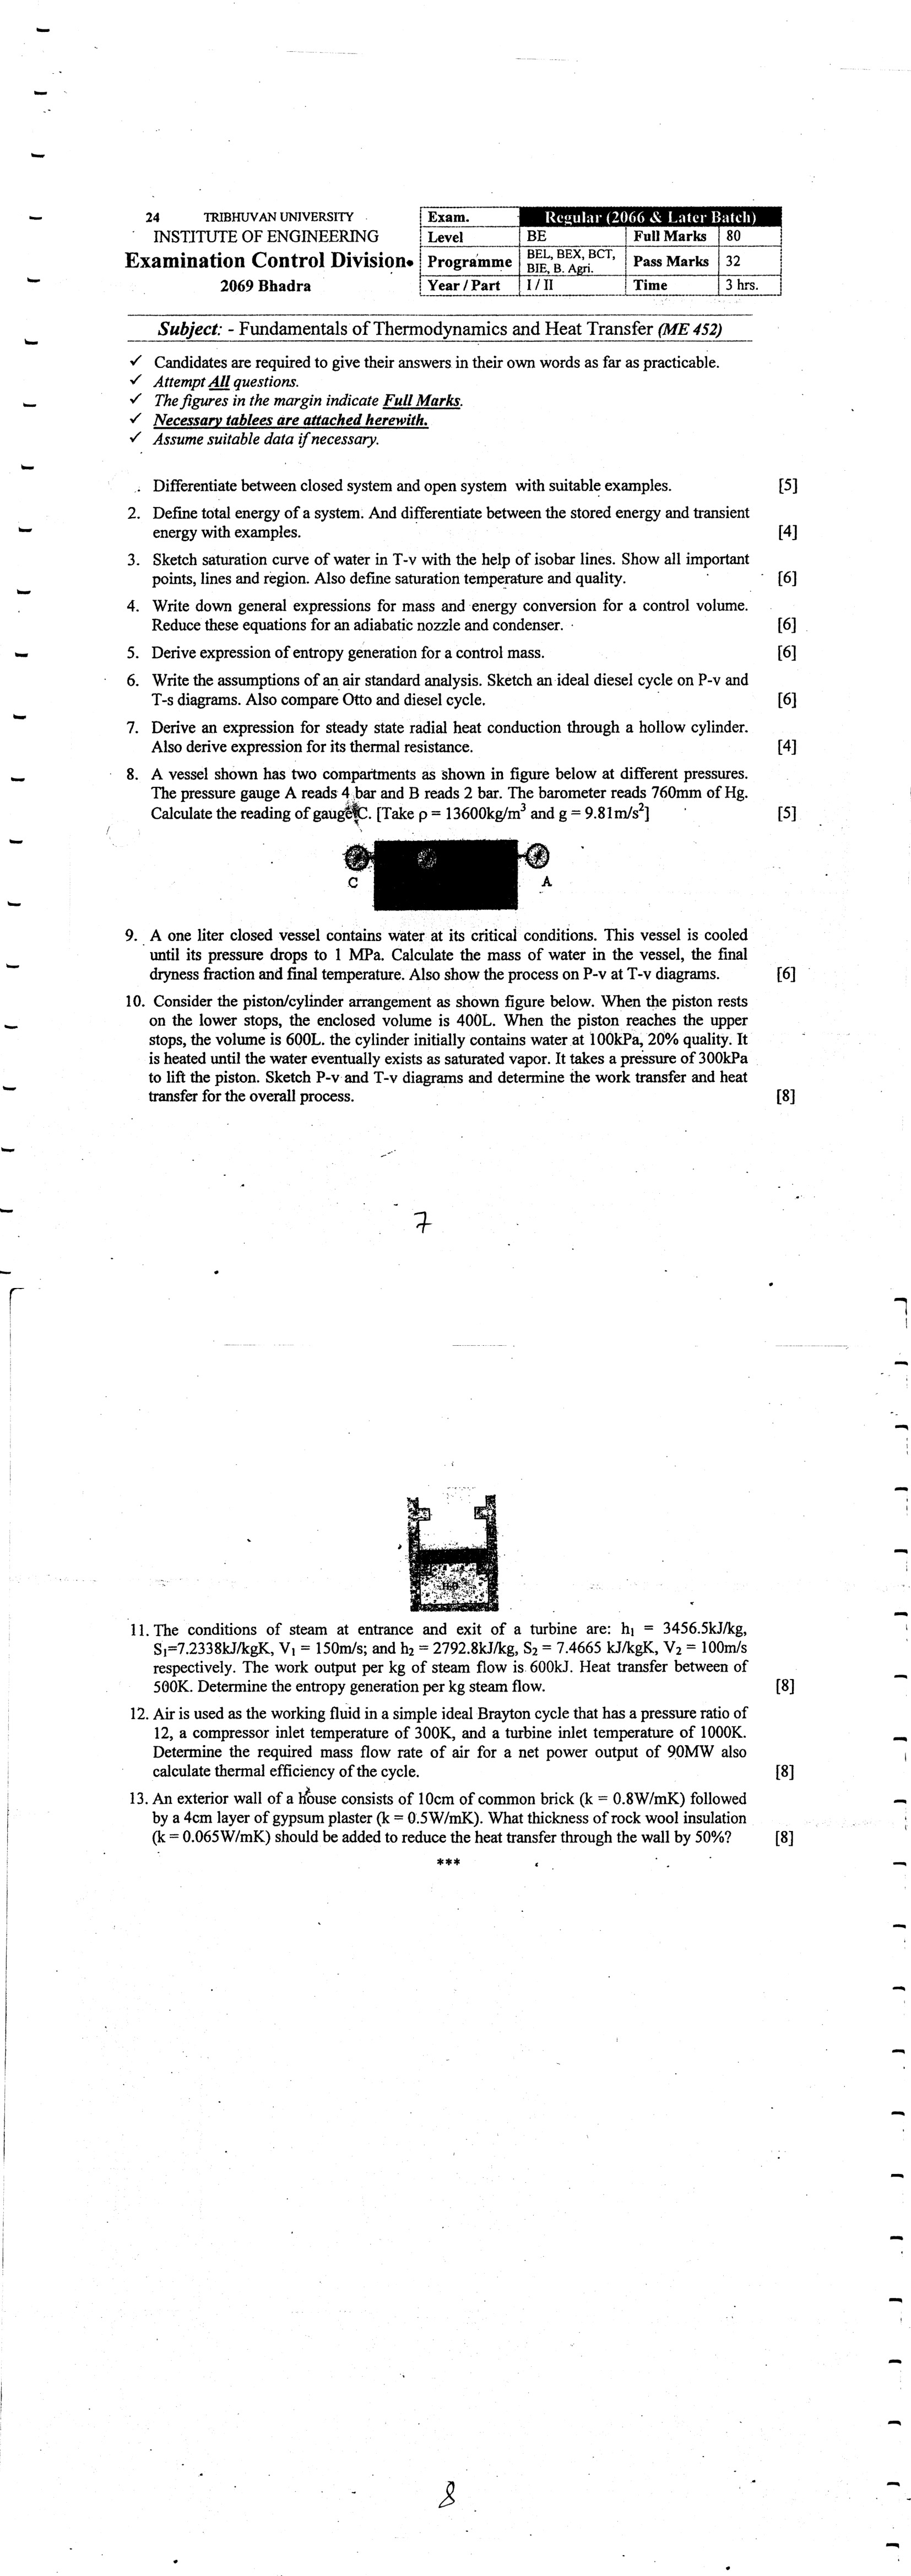 24 TRIBHUVAN UNIVERSITY
INSTITUTE OF ENGINEERING
Examination Control Division
2069 Bhadra
Exam. Regular (2066 & Later Batch)
Level BE Full Marks 80
Programme BEL, BEX, BCT, BIE, B. Agri. Pass Marks 32
Year / Part I / II Time 3 hrs.
Subject: - Fundamentals of Thermodynamics and Heat Transfer (ME 452)
✓ Candidates are required to give their answers in their own words as far as practicable.
✓ Attempt All questions.
✓ The figures in the margin indicate Full Marks.
✓ Necessary tablees are attached herewith.
✓ Assume suitable data if necessary.
. Differentiate between closed system and open system with suitable examples. [5]
2. Define total energy of a system. And differentiate between the stored energy and transient
energy with examples. [4]
3. Sketch saturation curve of water in T-v with the help of isobar lines. Show all important
points, lines and region. Also define saturation temperature and quality. [6]
4. Write down general expressions for mass and energy conversion for a control volume.
Reduce these equations for an adiabatic nozzle and condenser. [6]
5. Derive expression of entropy generation for a control mass. [6]
6. Write the assumptions of an air standard analysis. Sketch an ideal diesel cycle on P-v and
T-s diagrams. Also compare Otto and diesel cycle. [6]
7. Derive an expression for steady state radial heat conduction through a hollow cylinder.
Also derive expression for its thermal resistance. [4]
8. A vessel shown has two compartments as shown in figure below at different pressures.
The pressure gauge A reads 4 bar and B reads 2 bar. The barometer reads 760mm of Hg.
Calculate the reading of gauge C. [Take ρ = 13600kg/m³ and g = 9.81m/s²] [5]
C A
9. A one liter closed vessel contains water at its critical conditions. This vessel is cooled
until its pressure drops to 1 MPa. Calculate the mass of water in the vessel, the final
dryness fraction and final temperature. Also show the process on P-v at T-v diagrams. [6]
10. Consider the piston/cylinder arrangement as shown figure below. When the piston rests
on the lower stops, the enclosed volume is 400L. When the piston reaches the upper
stops, the volume is 600L. the cylinder initially contains water at 100kPa, 20% quality. It
is heated until the water eventually exists as saturated vapor. It takes a pressure of 300kPa
to lift the piston. Sketch P-v and T-v diagrams and determine the work transfer and heat
transfer for the overall process. [8]
7
H₂O
11. The conditions of steam at entrance and exit of a turbine are: h₁ = 3456.5kJ/kg,
S₁=7.2338kJ/kgK, V₁ = 150m/s; and h₂ = 2792.8kJ/kg, S₂ = 7.4665 kJ/kgK, V₂ = 100m/s
respectively. The work output per kg of steam flow is 600kJ. Heat transfer between of
500K. Determine the entropy generation per kg steam flow. [8]
12. Air is used as the working fluid in a simple ideal Brayton cycle that has a pressure ratio of
12, a compressor inlet temperature of 300K, and a turbine inlet temperature of 1000K.
Determine the required mass flow rate of air for a net power output of 90MW also
calculate thermal efficiency of the cycle. [8]
13. An exterior wall of a house consists of 10cm of common brick (k = 0.8W/mK) followed
by a 4cm layer of gypsum plaster (k = 0.5W/mK). What thickness of rock wool insulation
(k = 0.065W/mK) should be added to reduce the heat transfer through the wall by 50%? [8]
***
8